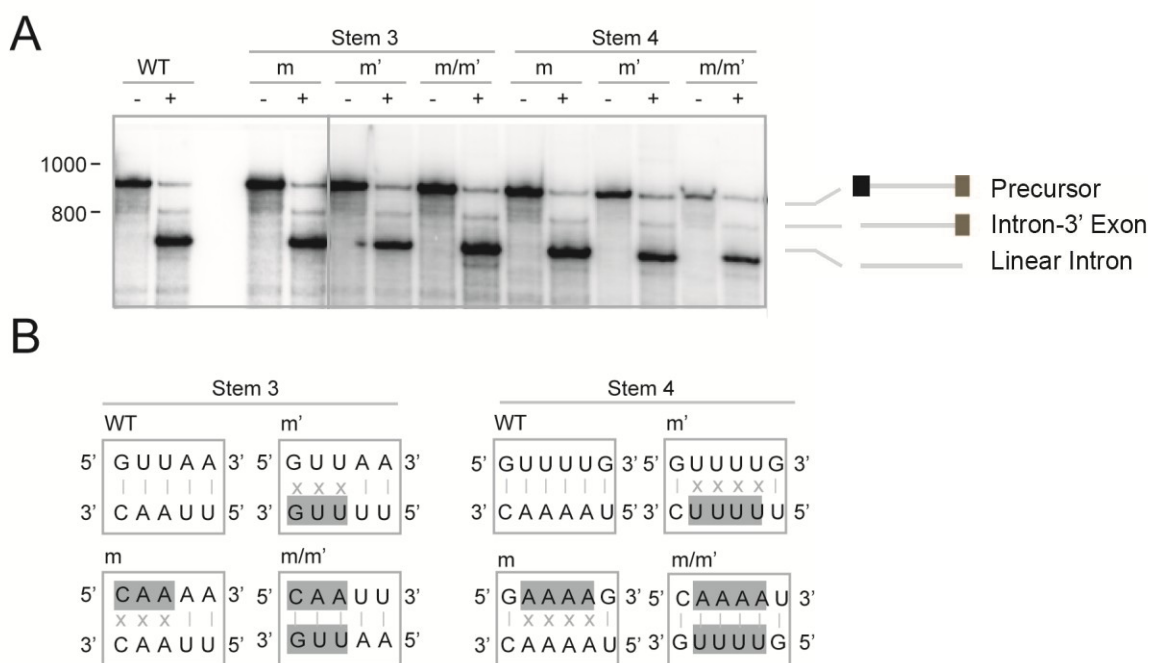 A
Stem 3 Stem 4
WT m m' m/m' m m' m/m'
- + - + - + - + - + - + - +
1000
800
Precursor
Intron-3' Exon
Linear Intron
B
Stem 3 Stem 4
WT m' WT m'
5' G U U A A 3' 5' G U U A A 3' 5' G U U U U G 3' 5' G U U U U G 3'
x x x x x x x
3' C A A U U 5' 3' G U U U U 5' 3' C A A A A U 5' 3' C U U U U U 5'
m m/m' m m/m'
5' C A A A A 3' 5' C A A U U 3' 5' G A A A A G 3' 5' C A A A A U 3'
x x x x x x x
3' C A A U U 5' 3' G U U A A 5' 3' C A A A A U 5' 3' G U U U U G 5'